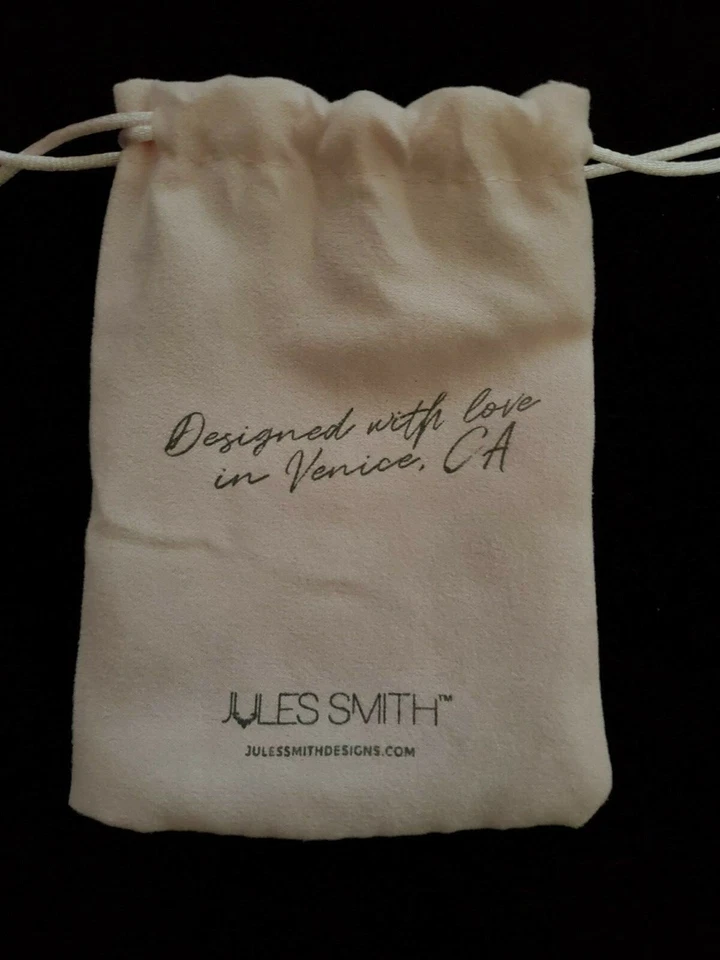 Designed with love
in Venice, CA
JULES SMITH™
JULESSMITHDESIGNS.COM